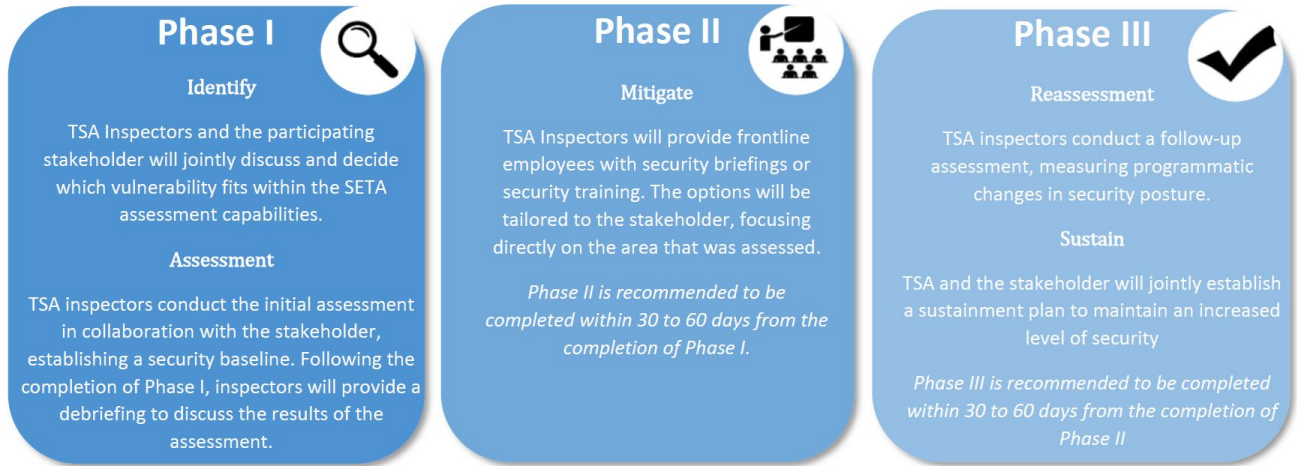 Phase I
Identify
TSA Inspectors and the participating
stakeholder will jointly discuss and decide
which vulnerability fits within the SETA
assessment capabilities.
Assessment
TSA inspectors conduct the initial assessment
in collaboration with the stakeholder,
establishing a security baseline. Following the
completion of Phase I, inspectors will provide a
debriefing to discuss the results of the
assessment.
Phase II
Mitigate
TSA Inspectors will provide frontline
employees with security briefings or
security training. The options will be
tailored to the stakeholder, focusing
directly on the area that was assessed.
Phase II is recommended to be
completed within 30 to 60 days from the
completion of Phase I.
Phase III
Reassessment
TSA inspectors conduct a follow-up
assessment, measuring programmatic
changes in security posture.
Sustain
TSA and the stakeholder will jointly establish
a sustainment plan to maintain an increased
level of security
Phase III is recommended to be completed
within 30 to 60 days from the completion of
Phase II